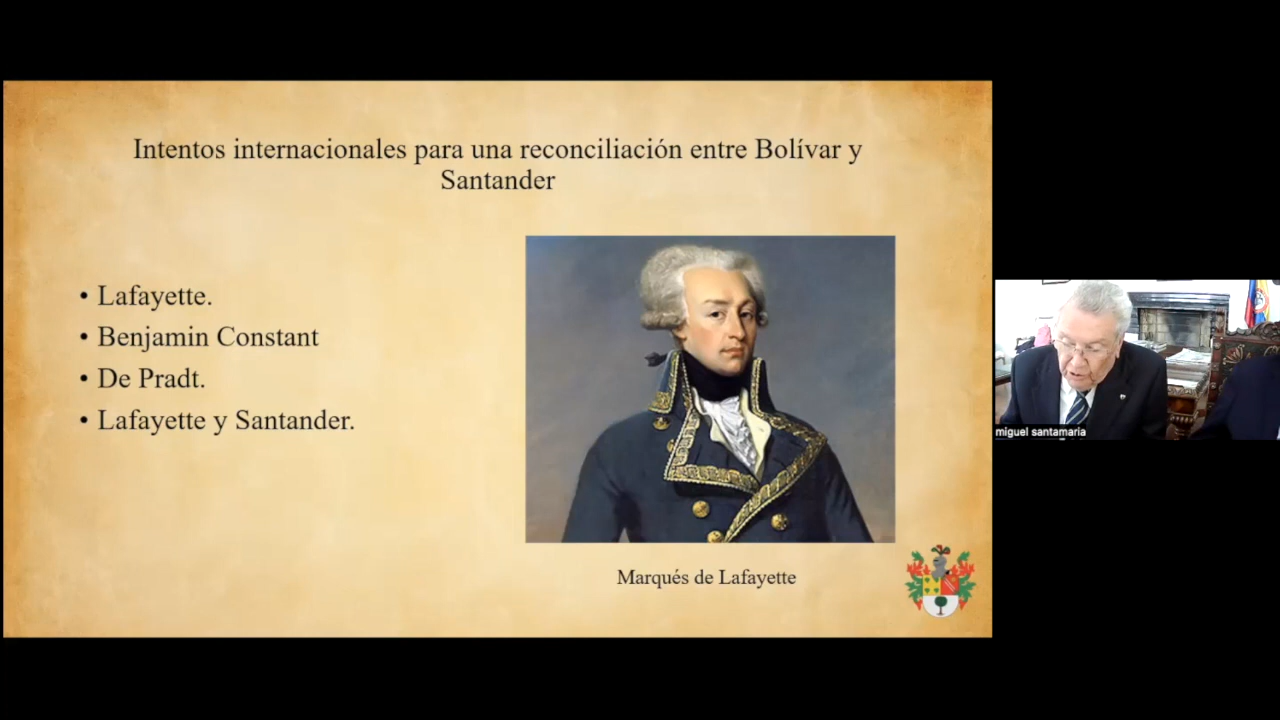 Intentos internacionales para una reconciliación entre Bolívar y
Santander
• Lafayette.
• Benjamin Constant
• De Pradt.
• Lafayette y Santander.
Marqués de Lafayette
miguel santamaria